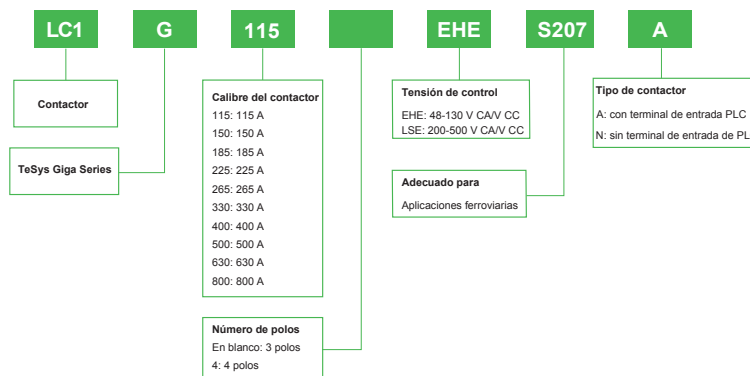 LC1 G 115 EHE S207 A
Contactor
TeSys Giga Series
Calibre del contactor
115: 115 A
150: 150 A
185: 185 A
225: 225 A
265: 265 A
330: 330 A
400: 400 A
500: 500 A
630: 630 A
800: 800 A
Número de polos
En blanco: 3 polos
4: 4 polos
Tensión de control
EHE: 48-130 V CA/V CC
LSE: 200-500 V CA/V CC
Adecuado para
Aplicaciones ferroviarias
Tipo de contactor
A: con terminal de entrada PLC
N: sin terminal de entrada de PL